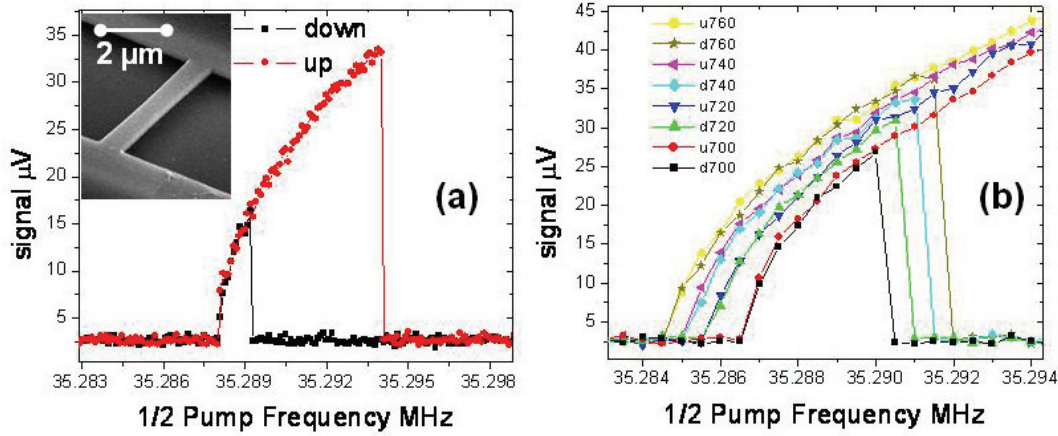 2 μm
down
up
35
30
25
20
15
10
5
signal μV
(a)
35.283
35.286
35.289
35.292
35.295
35.298
1/2 Pump Frequency MHz
45
40
35
30
25
20
15
10
5
signal μV
u760
d760
u740
d740
u720
d720
u700
d700
(b)
35.284
35.286
35.288
35.290
35.292
35.294
1/2 Pump Frequency MHz